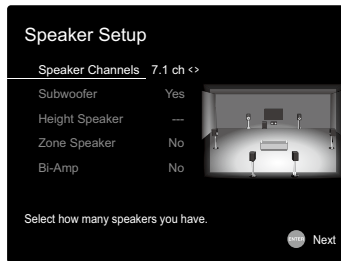 Speaker Setup
Speaker Channels 7.1 ch <>
Subwoofer Yes
Height Speaker ---
Zone Speaker No
Bi-Amp No
Select how many speakers you have.
ENTER Next